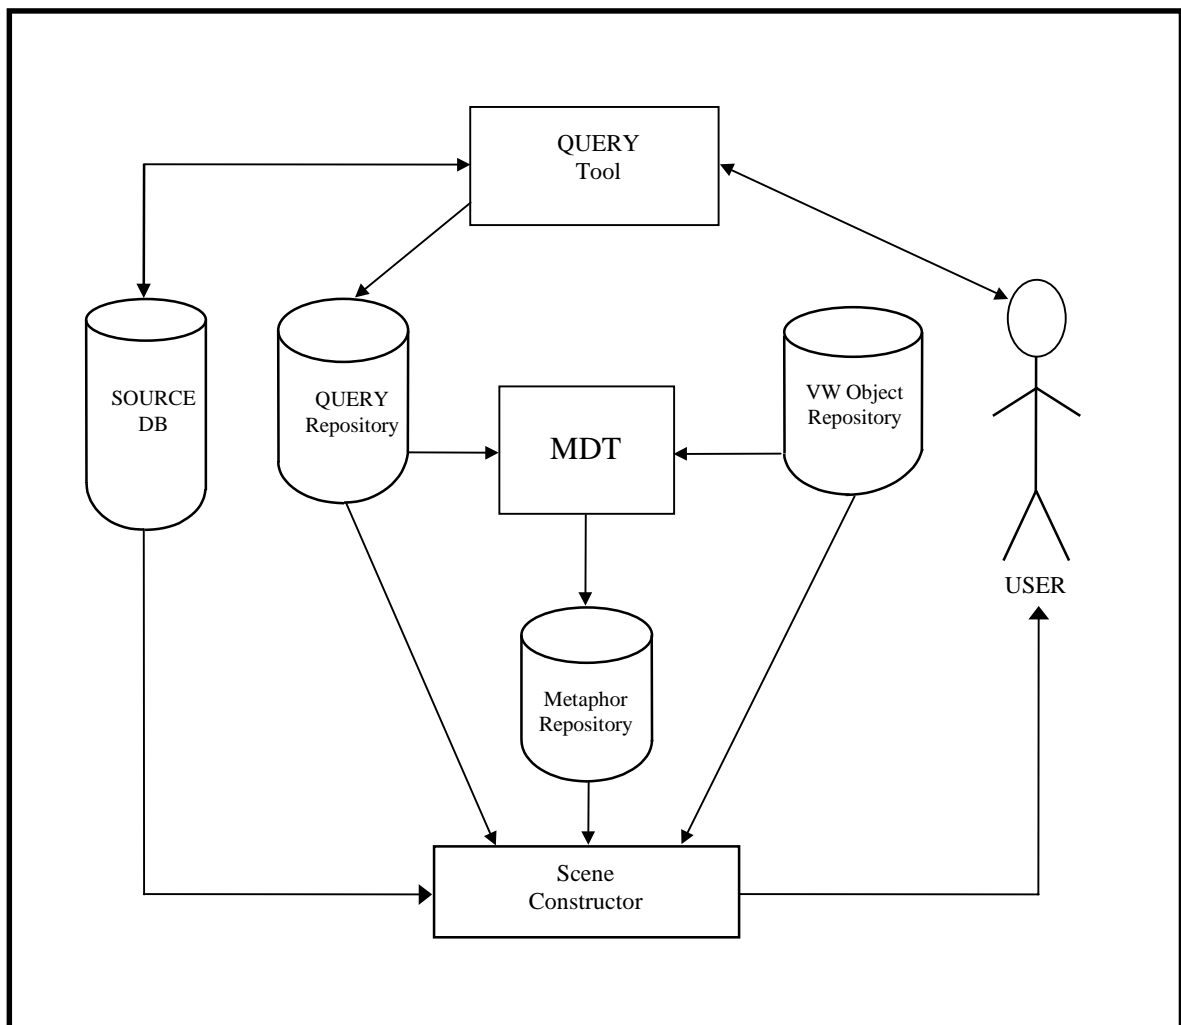 QUERY
Tool
SOURCE
DB
QUERY
Repository
MDT
VW Object
Repository
USER
Metaphor
Repository
Scene
Constructor